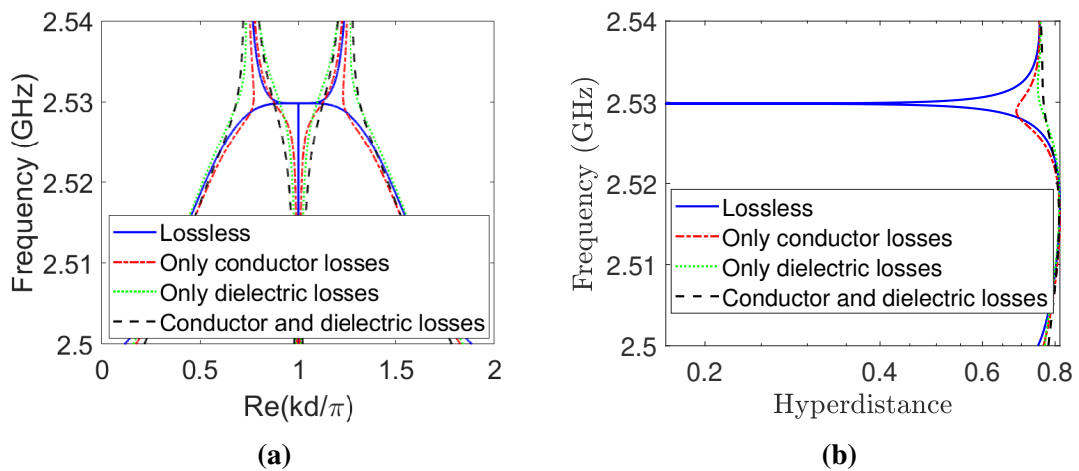 2.54
2.53
2.52
2.51
2.5
Frequency (GHz)
Lossless
Only conductor losses
Only dielectric losses
Conductor and dielectric losses
0 0.5 1 1.5 2
Re(kd/π)
(a)
2.54
2.53
2.52
2.51
2.5
Frequency (GHz)
Lossless
Only conductor losses
Only dielectric losses
Conductor and dielectric losses
0.2 0.4 0.6 0.8
Hyperdistance
(b)